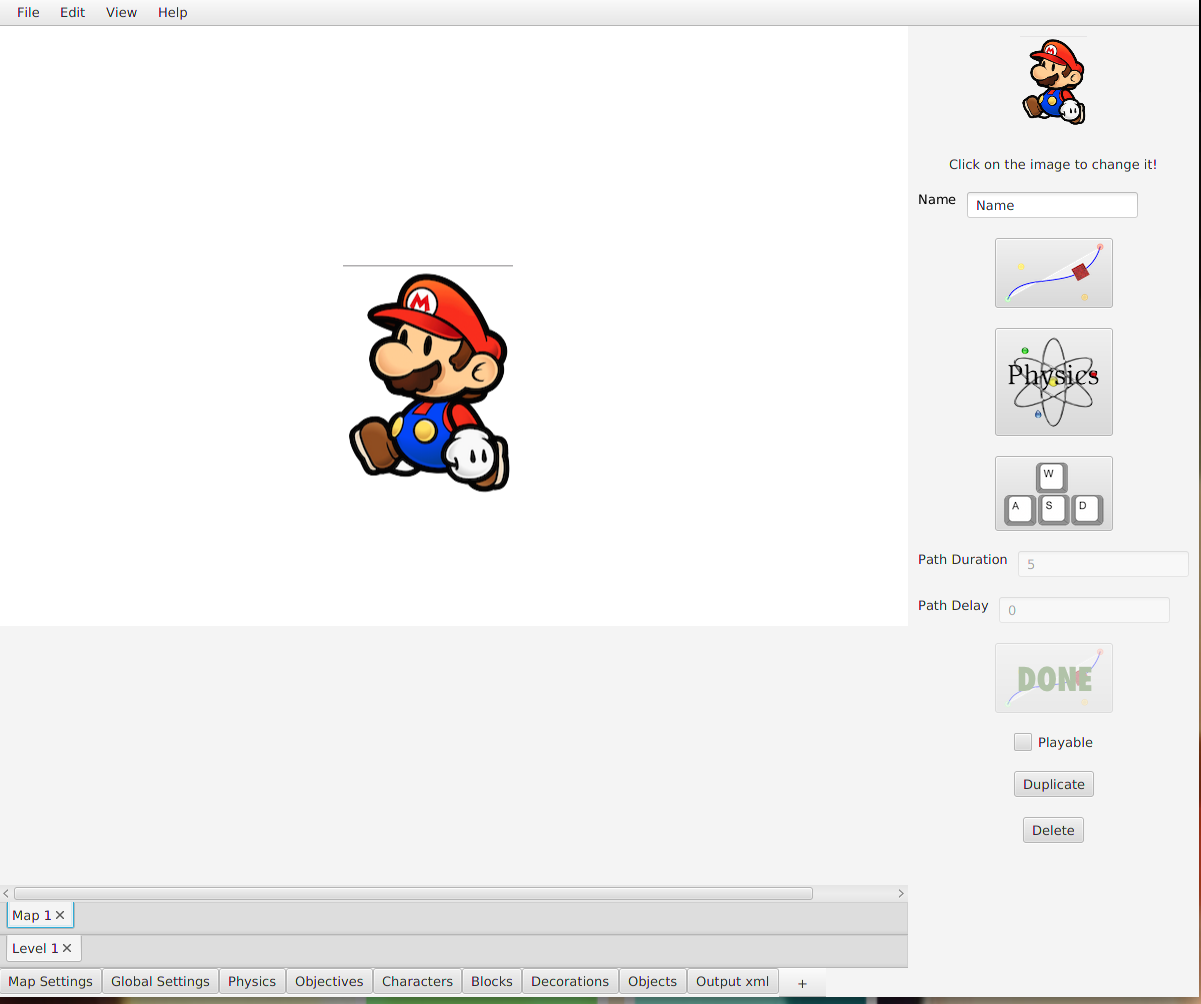 File Edit View Help
M
M
Click on the image to change it!
Name Name
Physics
W
A S D
Path Duration 5
Path Delay 0
DONE
Playable
Duplicate
Delete
Map 1
Level 1
Map Settings Global Settings Physics Objectives Characters Blocks Decorations Objects Output xml +